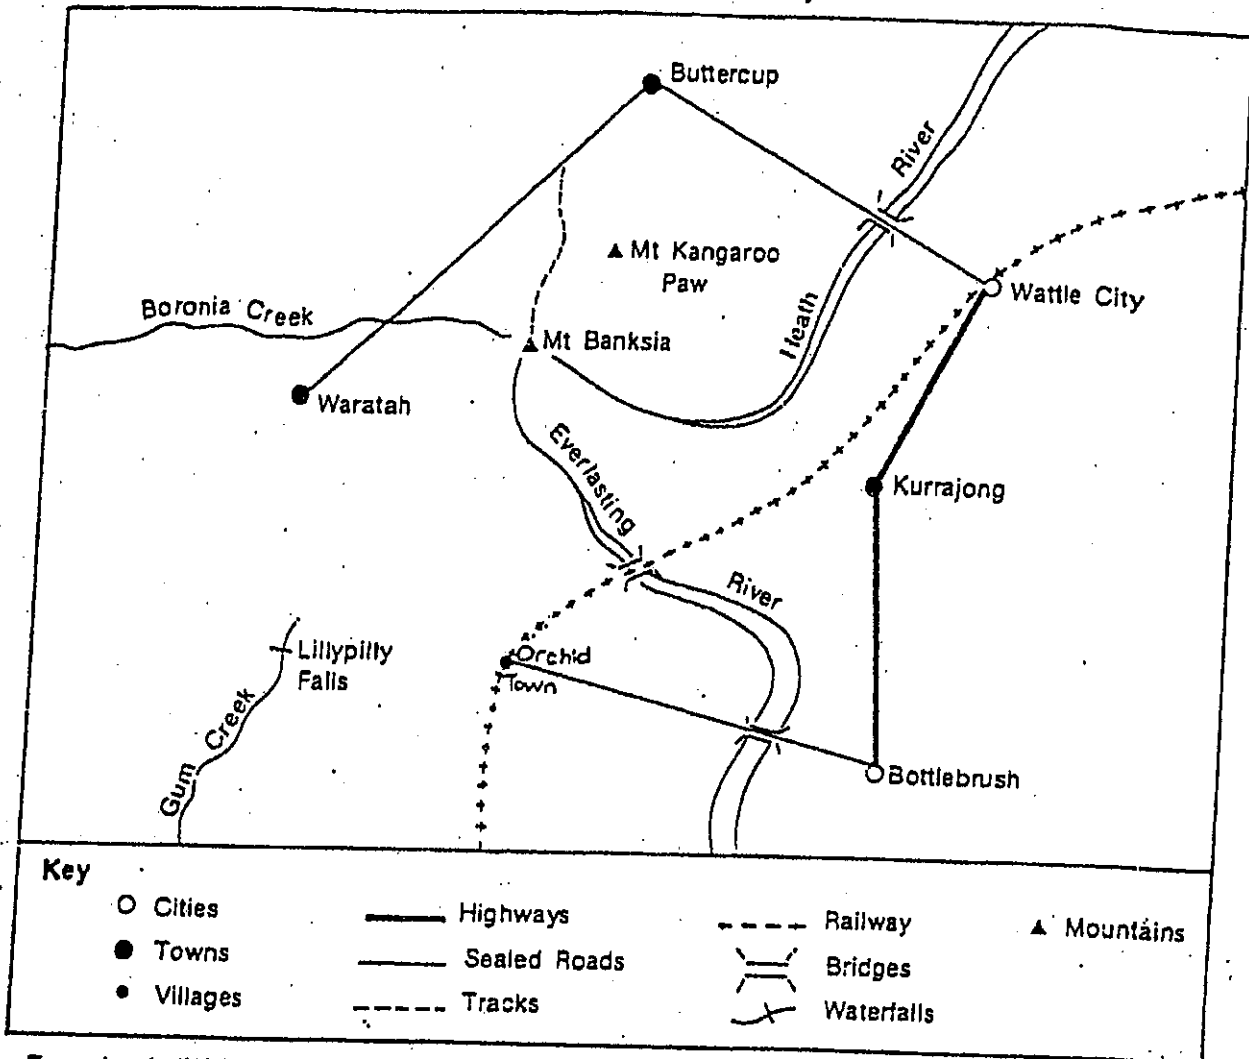 Buttercup
River
Mt Kangaroo
Paw
Wattle City
Boronia Creek
Heath
Mt Banksia
Waratah
Everlasting
Kurrajong
River
Lillypilly
Falls
Orchid
Town
Gum Creek
Bottlebrush
Key
Cities
Highways
Railway
Mountains
Towns
Sealed Roads
Bridges
Villages
Tracks
Waterfalls